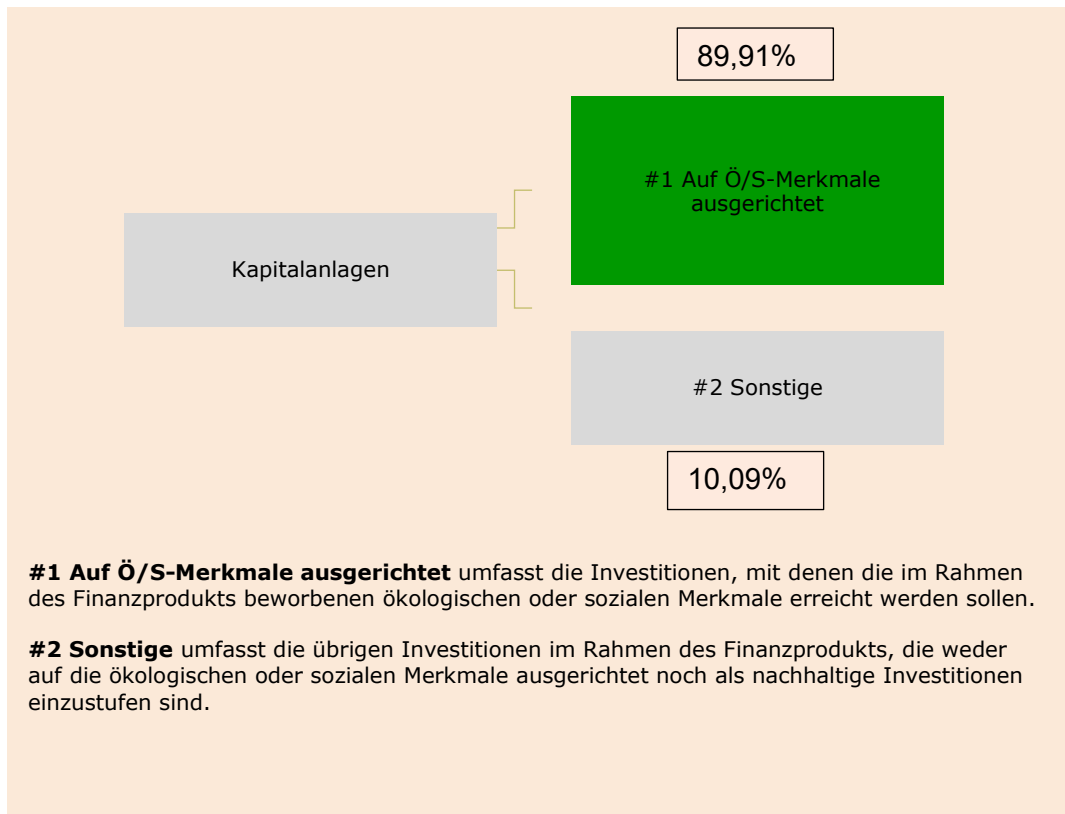 89,91%
#1 Auf Ö/S-Merkmale
ausgerichtet
Kapitalanlagen
#2 Sonstige
10,09%
#1 Auf Ö/S-Merkmale ausgerichtet umfasst die Investitionen, mit denen die im Rahmen
des Finanzprodukts beworbenen ökologischen oder sozialen Merkmale erreicht werden sollen.
#2 Sonstige umfasst die übrigen Investitionen im Rahmen des Finanzprodukts, die weder
auf die ökologischen oder sozialen Merkmale ausgerichtet noch als nachhaltige Investitionen
einzustufen sind.